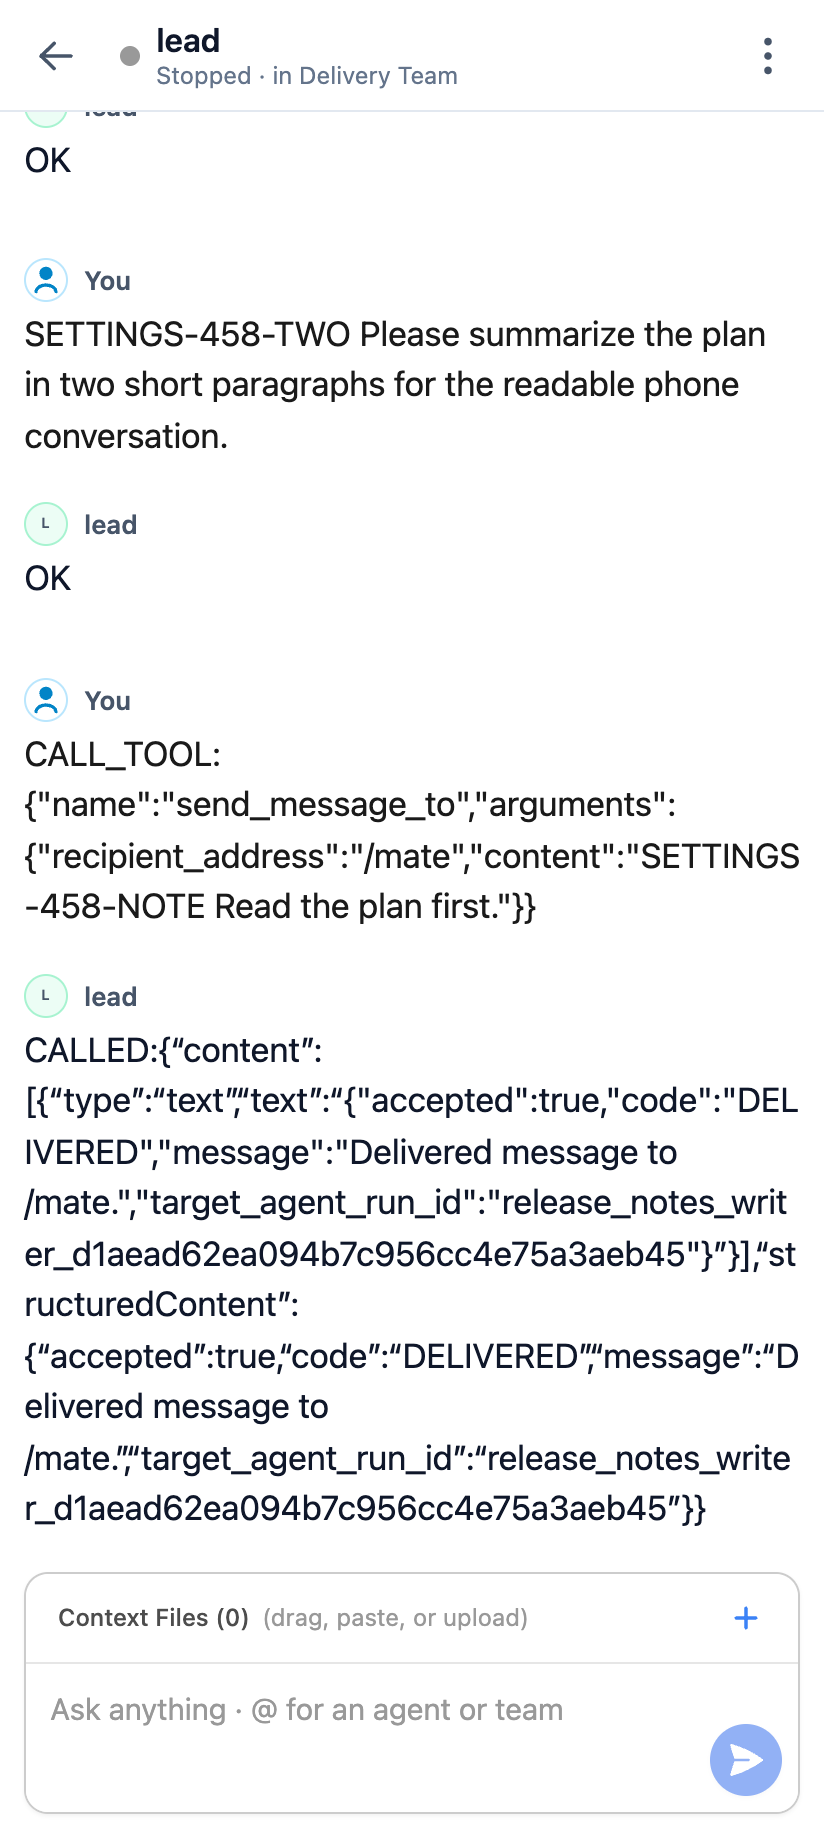 lead
Stopped · in Delivery Team
lead
OK
You
SETTINGS-458-TWO Please summarize the plan
in two short paragraphs for the readable phone
conversation.
L lead
OK
You
CALL_TOOL:
{"name":"send_message_to","arguments":
{"recipient_address":"/mate","content":"SETTINGS
-458-NOTE Read the plan first."}}
L lead
CALLED:{“content”:
[{“type”:“text”,“text”:“{"accepted":true,"code":"DEL
IVERED","message":"Delivered message to
/mate.","target_agent_run_id":"release_notes_writ
er_d1aead62ea094b7c956cc4e75a3aeb45"}”}],“st
ructuredContent”:
{“accepted”:true,“code”:“DELIVERED”,“message”:“D
elivered message to
/mate.”,“target_agent_run_id”:“release_notes_write
r_d1aead62ea094b7c956cc4e75a3aeb45”}}
Context Files (0) (drag, paste, or upload)
Ask anything · @ for an agent or team